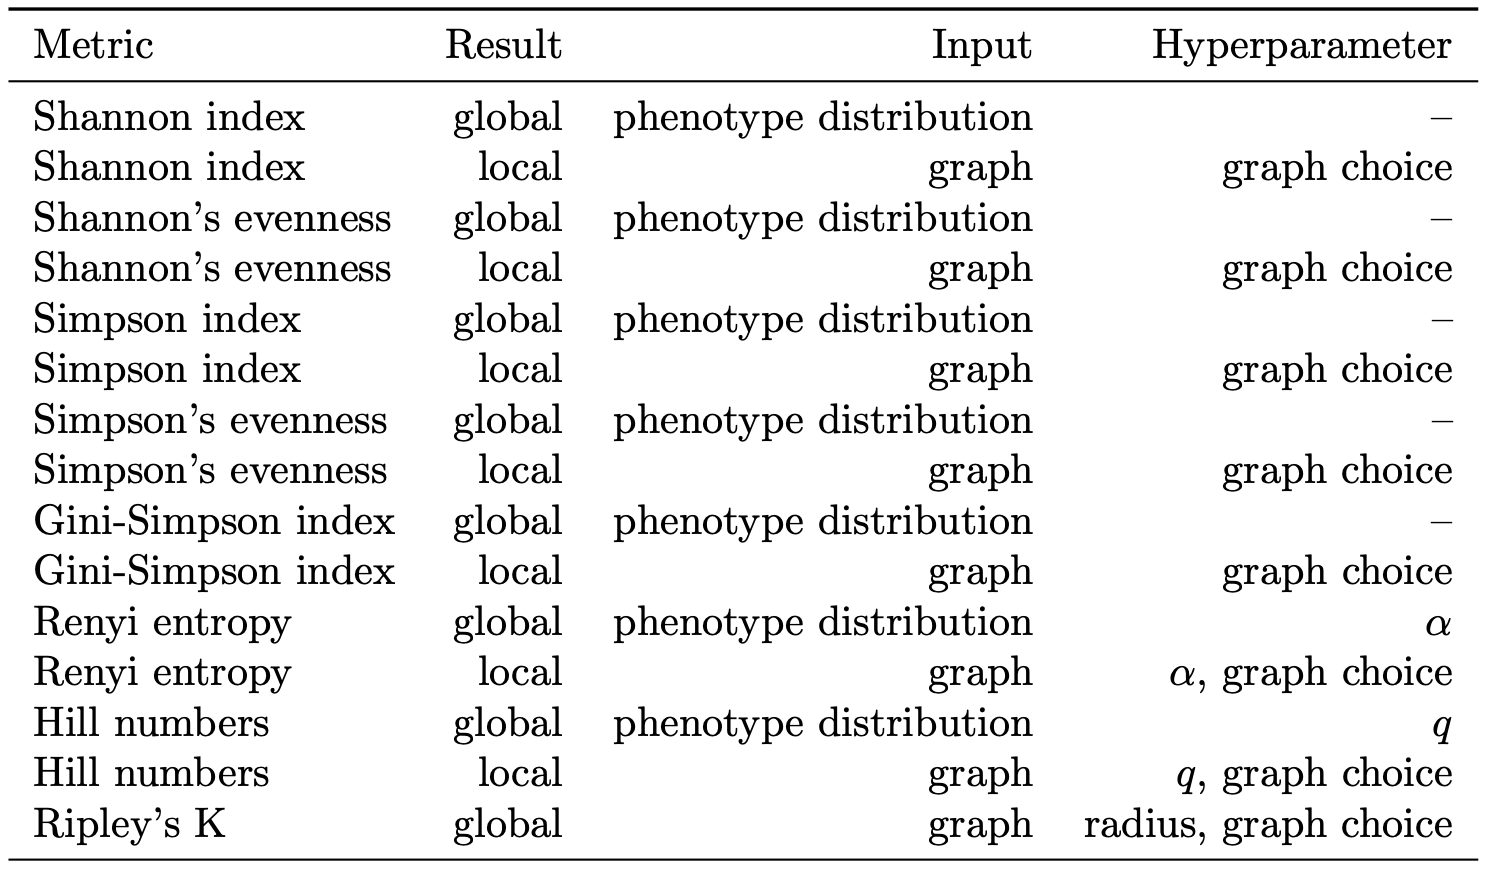 Metric Result Input Hyperparameter
Shannon index global phenotype distribution –
Shannon index local graph graph choice
Shannon’s evenness global phenotype distribution –
Shannon’s evenness local graph graph choice
Simpson index global phenotype distribution –
Simpson index local graph graph choice
Simpson’s evenness global phenotype distribution –
Simpson’s evenness local graph graph choice
Gini-Simpson index global phenotype distribution –
Gini-Simpson index local graph graph choice
Renyi entropy global phenotype distribution α
Renyi entropy local graph α, graph choice
Hill numbers global phenotype distribution q
Hill numbers local graph q, graph choice
Ripley’s K global graph radius, graph choice